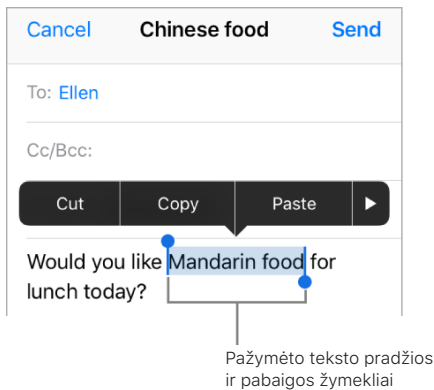 Cancel Chinese food Send
To: Ellen
Cc/Bcc:
Cut Copy Paste
Would you like Mandarin food for
lunch today?
Pažymėto teksto pradžios
ir pabaigos žymekliai